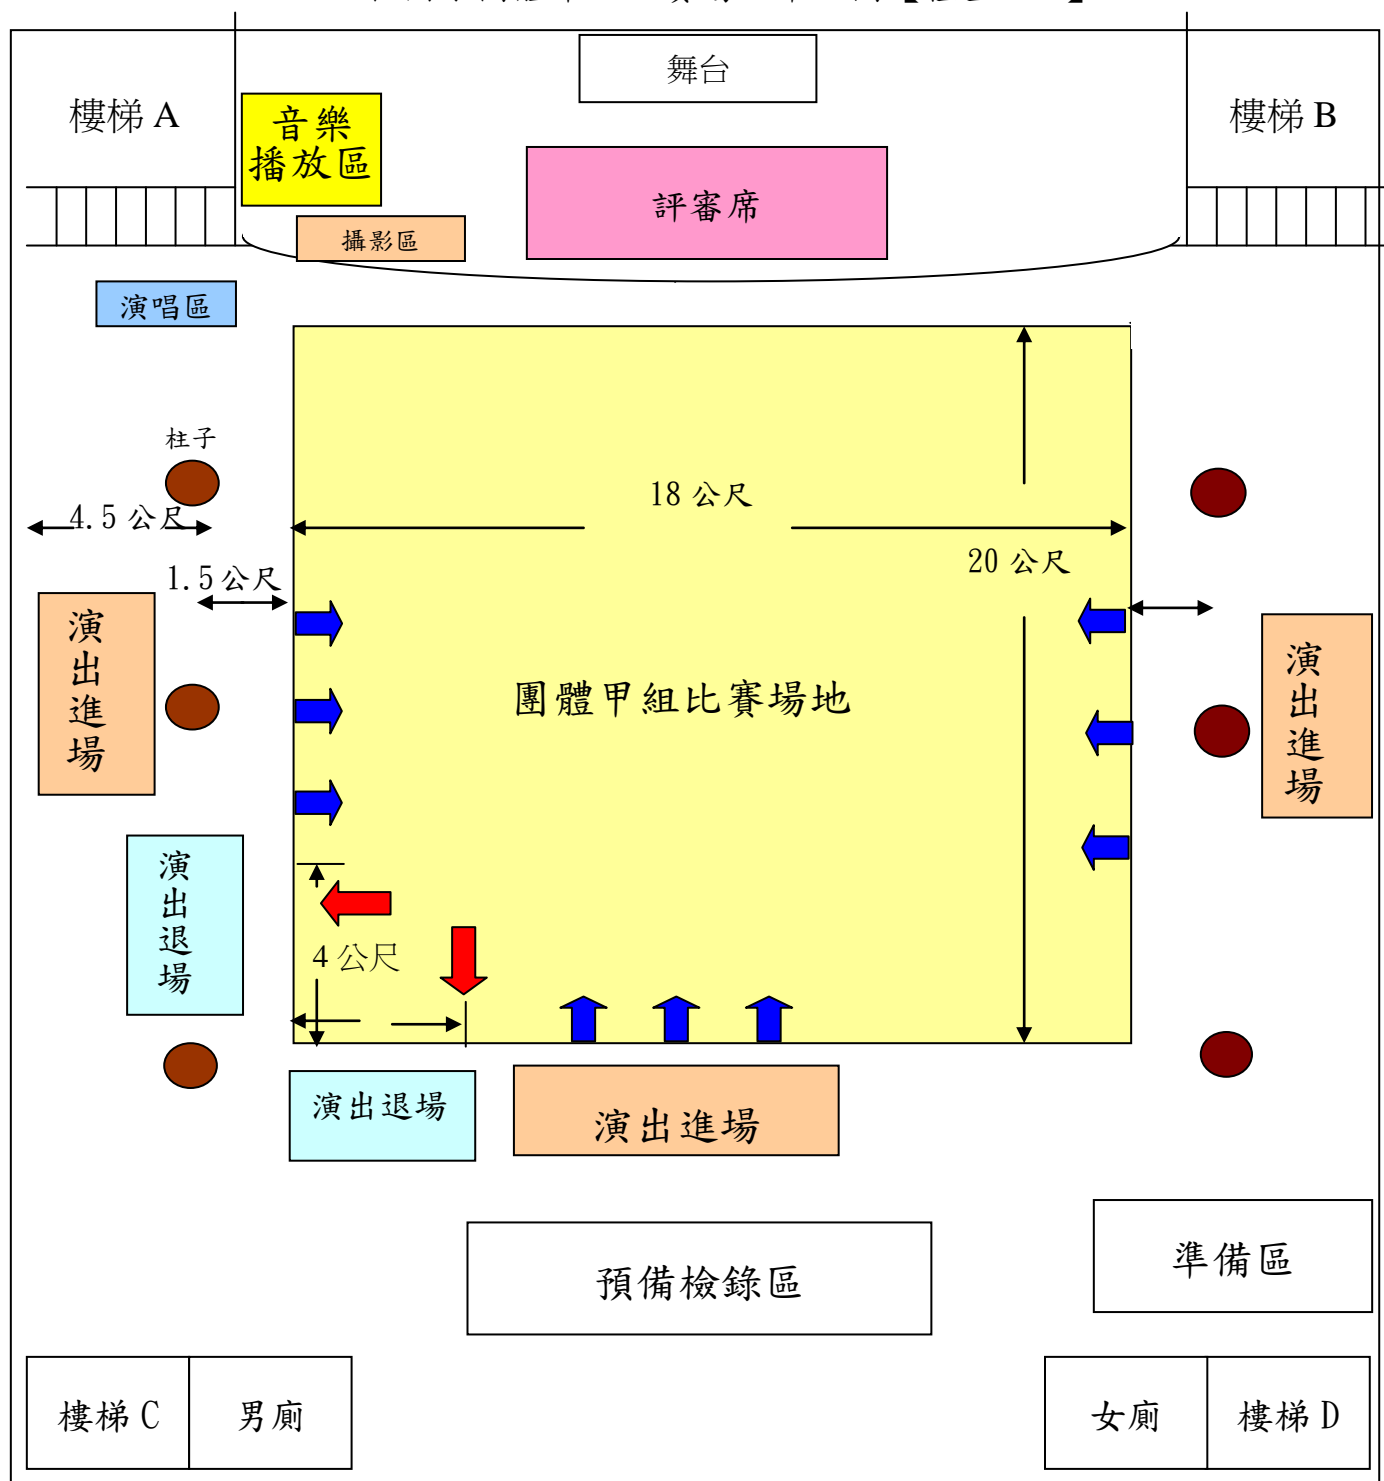 舞台
樓梯 A
音樂
播放區
樓梯 B
評審席
攝影區
演唱區
柱子
18 公尺
4.5 公尺
20 公尺
1.5 公尺
演出進場
演出進場
團體甲組比賽場地
演出退場
4 公尺
演出退場
演出進場
準備區
預備檢錄區
樓梯 C
男廁
女廁
樓梯 D